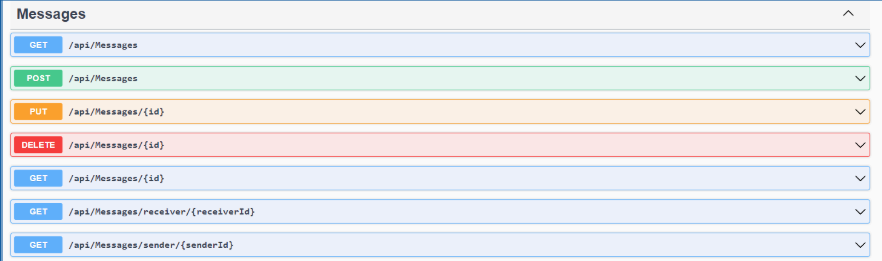 Messages
GET /api/Messages
POST /api/Messages
PUT /api/Messages/{id}
DELETE /api/Messages/{id}
GET /api/Messages/{id}
GET /api/Messages/receiver/{receiverId}
GET /api/Messages/sender/{senderId}